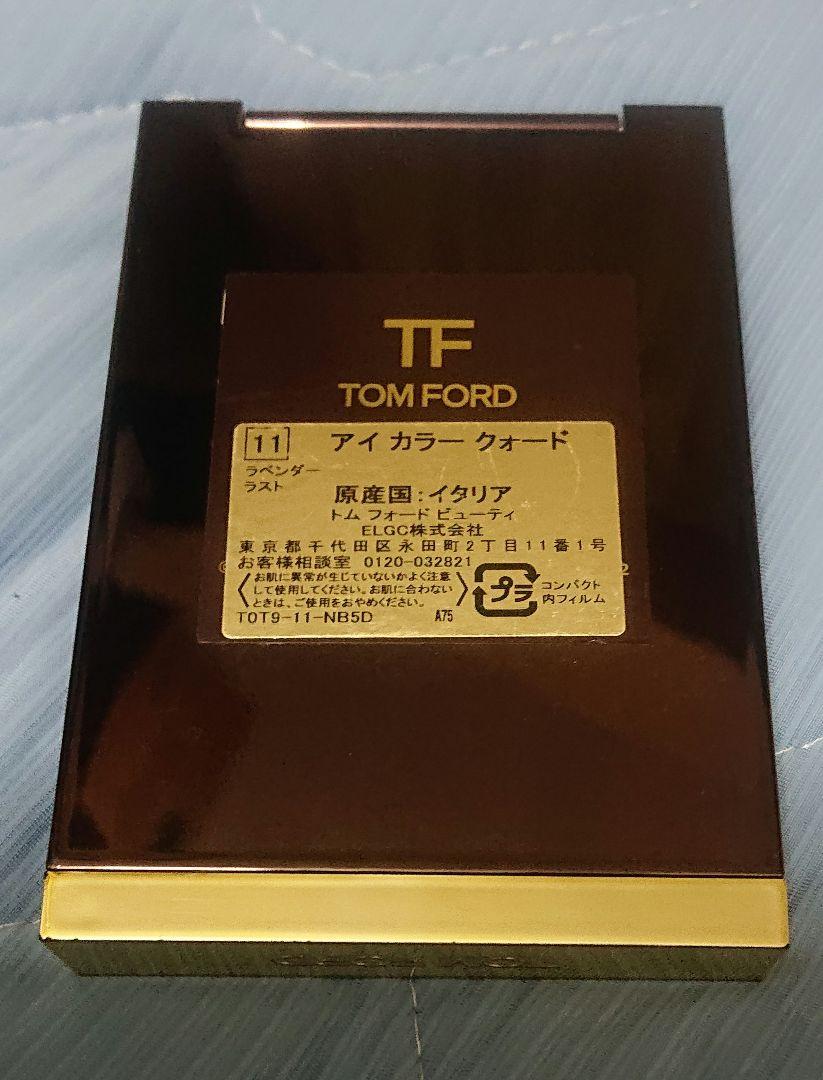 TF
TOM FORD
11 アイ カラー クォード
ラベンダー
ラスト
原産国:イタリア
トム フォード ビューティ
ELGC株式会社
東京都千代田区永田町2丁目11番1号
お客様相談室 0120-032821
お肌に異常が生じていないかよく注意
して使用してください。お肌に合わない
ときは、ご使用をおやめください。
プラ
コンパクト
内フィルム
T0T9-11-NB5D A75